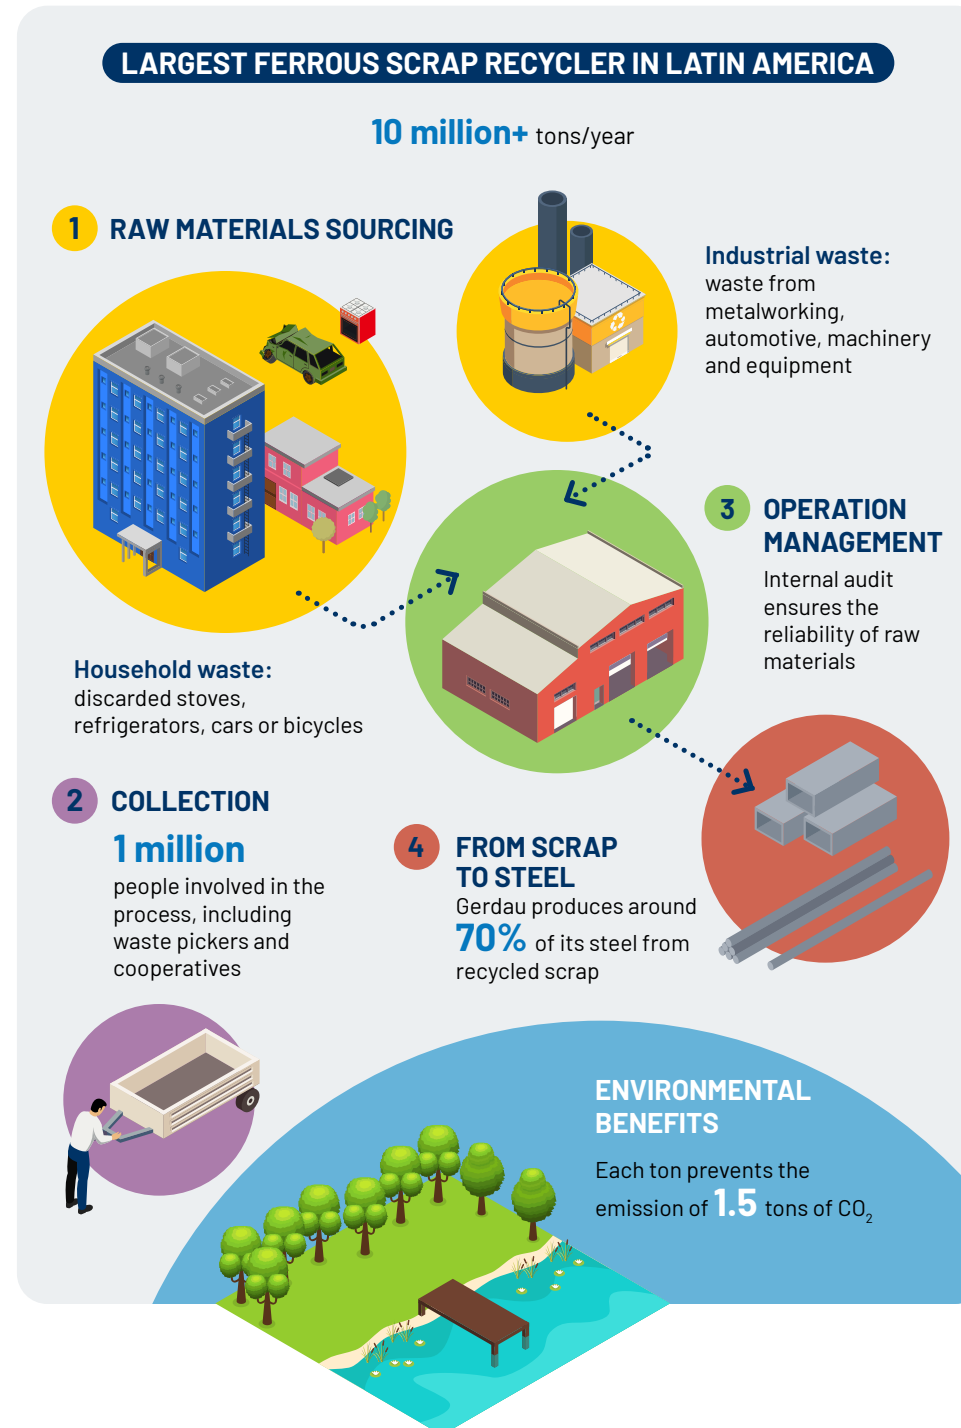 LARGEST FERROUS SCRAP RECYCLER IN LATIN AMERICA
10 million+ tons/year
1 RAW MATERIALS SOURCING
Industrial waste:
waste from
metalworking,
automotive, machinery
and equipment
Household waste:
discarded stoves,
refrigerators, cars or bicycles
2 COLLECTION
1 million
people involved in the
process, including
waste pickers and
cooperatives
3 OPERATION
MANAGEMENT
Internal audit
ensures the
reliability of raw
materials
4 FROM SCRAP
TO STEEL
Gerdau produces around
70% of its steel from
recycled scrap
ENVIRONMENTAL
BENEFITS
Each ton prevents the
emission of 1.5 tons of CO₂